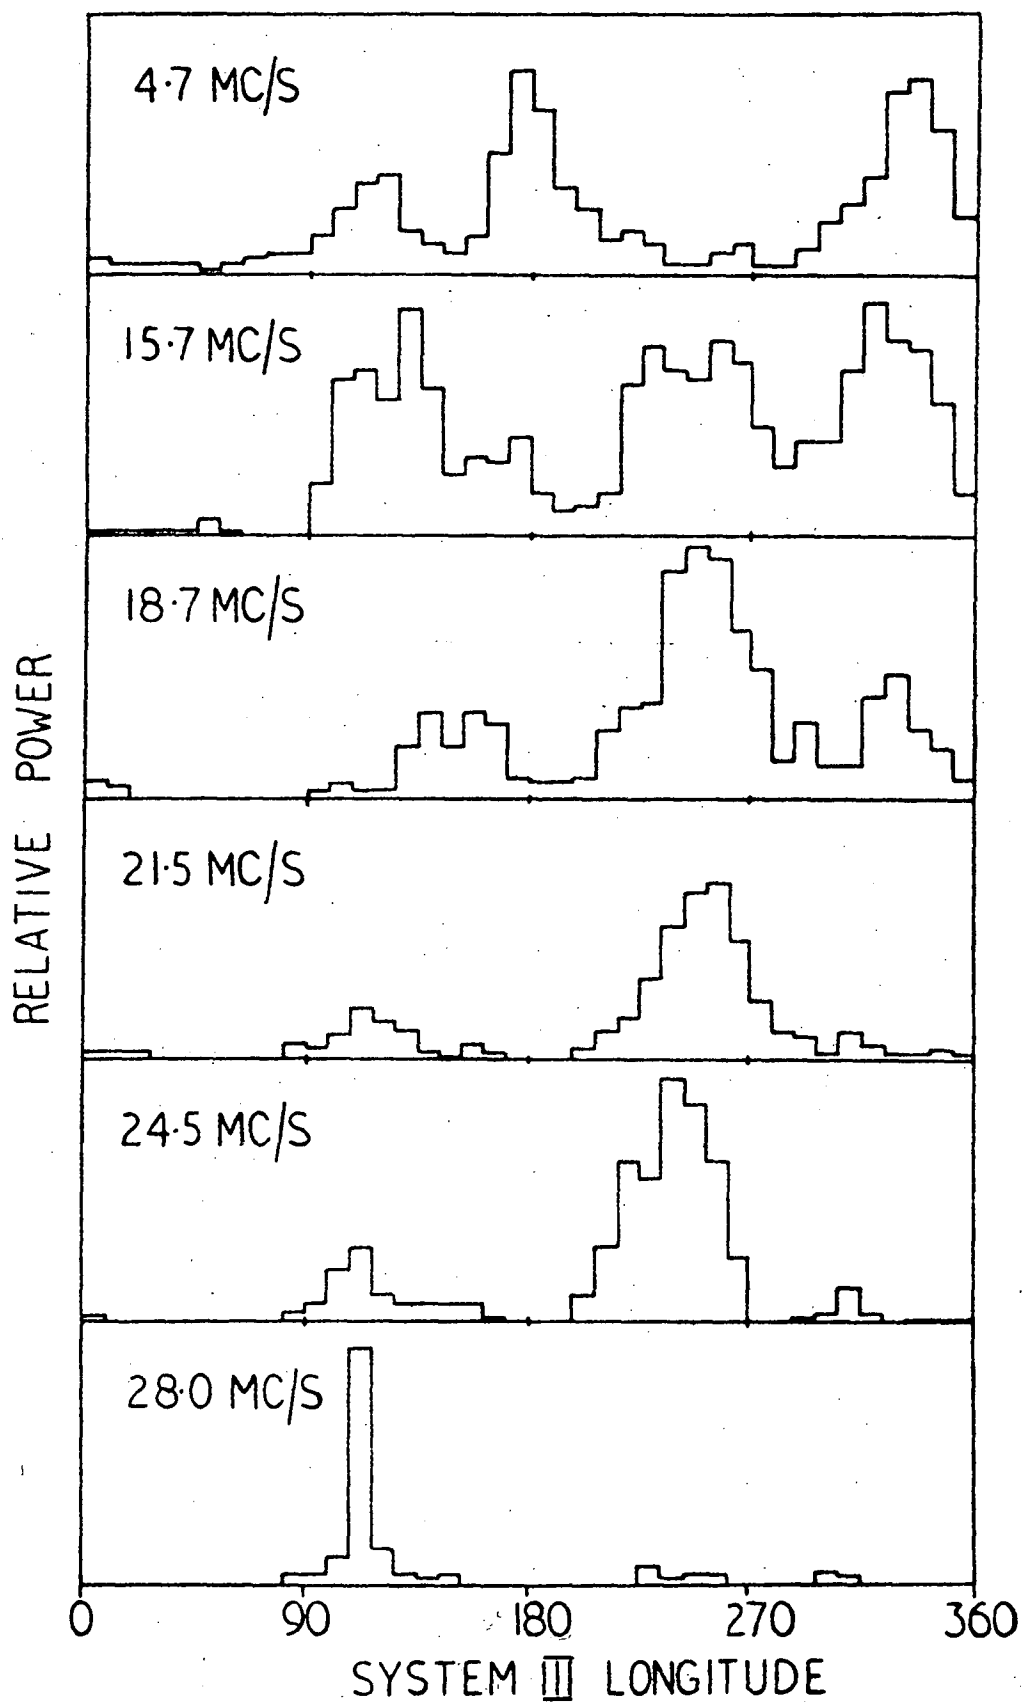 4·7 MC/S
15·7 MC/S
18·7 MC/S
21·5 MC/S
24·5 MC/S
28·0 MC/S
RELATIVE POWER
0 90 180 270 360
SYSTEM III LONGITUDE